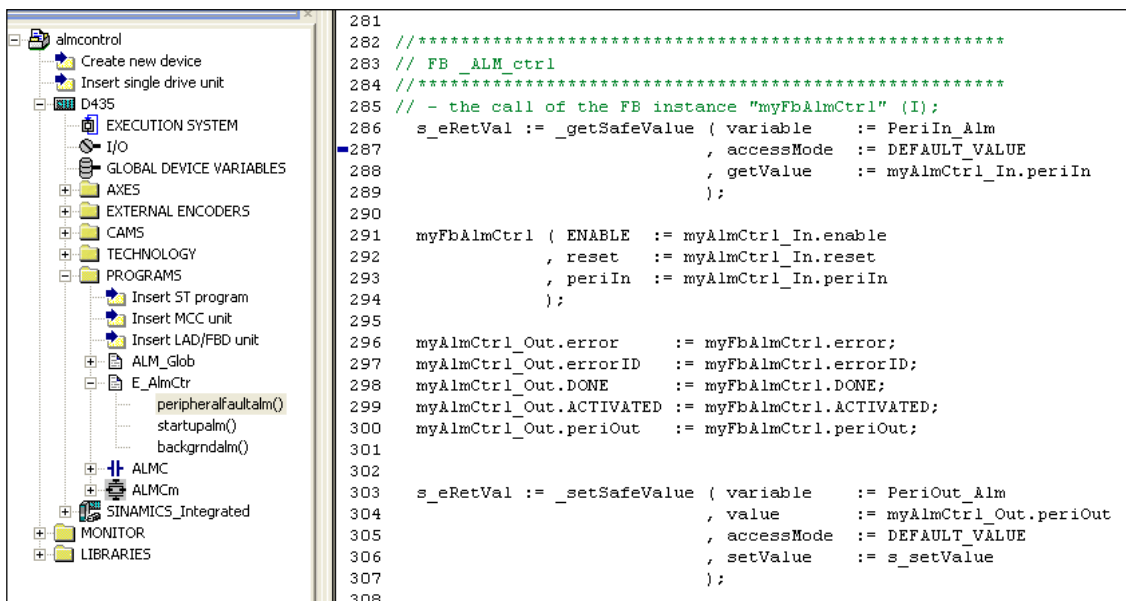 almcontrol
Create new device
Insert single drive unit
D435
EXECUTION SYSTEM
I/O
GLOBAL DEVICE VARIABLES
AXES
EXTERNAL ENCODERS
CAMS
TECHNOLOGY
PROGRAMS
Insert ST program
Insert MCC unit
Insert LAD/FBD unit
ALM_Glob
E_AlmCtr
peripheralfaultalm()
startupalm()
backgrndalm()
ALMC
ALMCm
SINAMICS_Integrated
MONITOR
LIBRARIES
281
282 //*******************************************************
283 // FB _ALM_ctrl
284 //*******************************************************
285 // - the call of the FB instance "myFbAlmCtrl" (I);
286 s_eRetVal := _getSafeValue ( variable := PeriIn_Alm
287 , accessMode := DEFAULT_VALUE
288 , getValue := myAlmCtrl_In.periIn
289 );
290
291 myFbAlmCtrl ( ENABLE := myAlmCtrl_In.enable
292 , reset := myAlmCtrl_In.reset
293 , periIn := myAlmCtrl_In.periIn
294 );
295
296 myAlmCtrl_Out.error := myFbAlmCtrl.error;
297 myAlmCtrl_Out.errorID := myFbAlmCtrl.errorID;
298 myAlmCtrl_Out.DONE := myFbAlmCtrl.DONE;
299 myAlmCtrl_Out.ACTIVATED := myFbAlmCtrl.ACTIVATED;
300 myAlmCtrl_Out.periOut := myFbAlmCtrl.periOut;
301
302
303 s_eRetVal := _setSafeValue ( variable := PeriOut_Alm
304 , value := myAlmCtrl_Out.periOut
305 , accessMode := DEFAULT_VALUE
306 , setValue := s_setValue
307 );
308